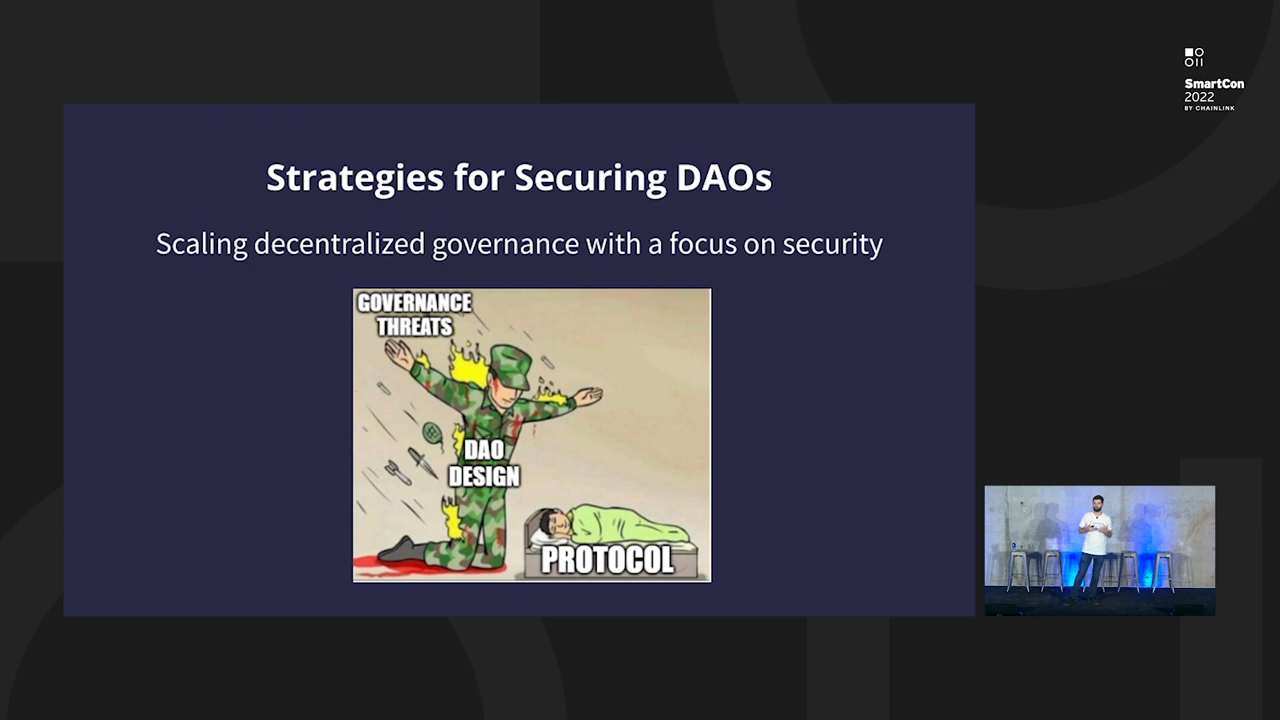 SmartCon
2022
BY CHAINLINK
Strategies for Securing DAOs
Scaling decentralized governance with a focus on security
GOVERNANCE
THREATS
DAO
DESIGN
PROTOCOL